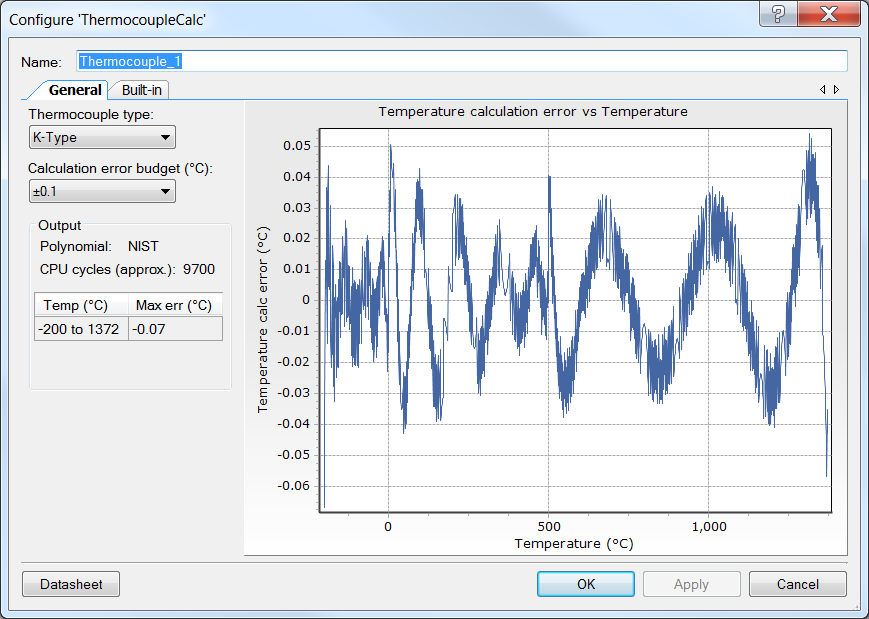 Configure 'ThermocoupleCalc'
Name: Thermocouple_1
General Built-in
Thermocouple type:
K-Type
Calculation error budget (°C):
±0.1
Output
Polynomial: NIST
CPU cycles (approx.): 9700
Temp (°C) Max err (°C)
-200 to 1372 -0.07
Temperature calculation error vs Temperature
Temperature calc error (°C)
0.05
0.04
0.03
0.02
0.01
0
-0.01
-0.02
-0.03
-0.04
-0.05
-0.06
0 500 1,000
Temperature (°C)
Datasheet OK Apply Cancel